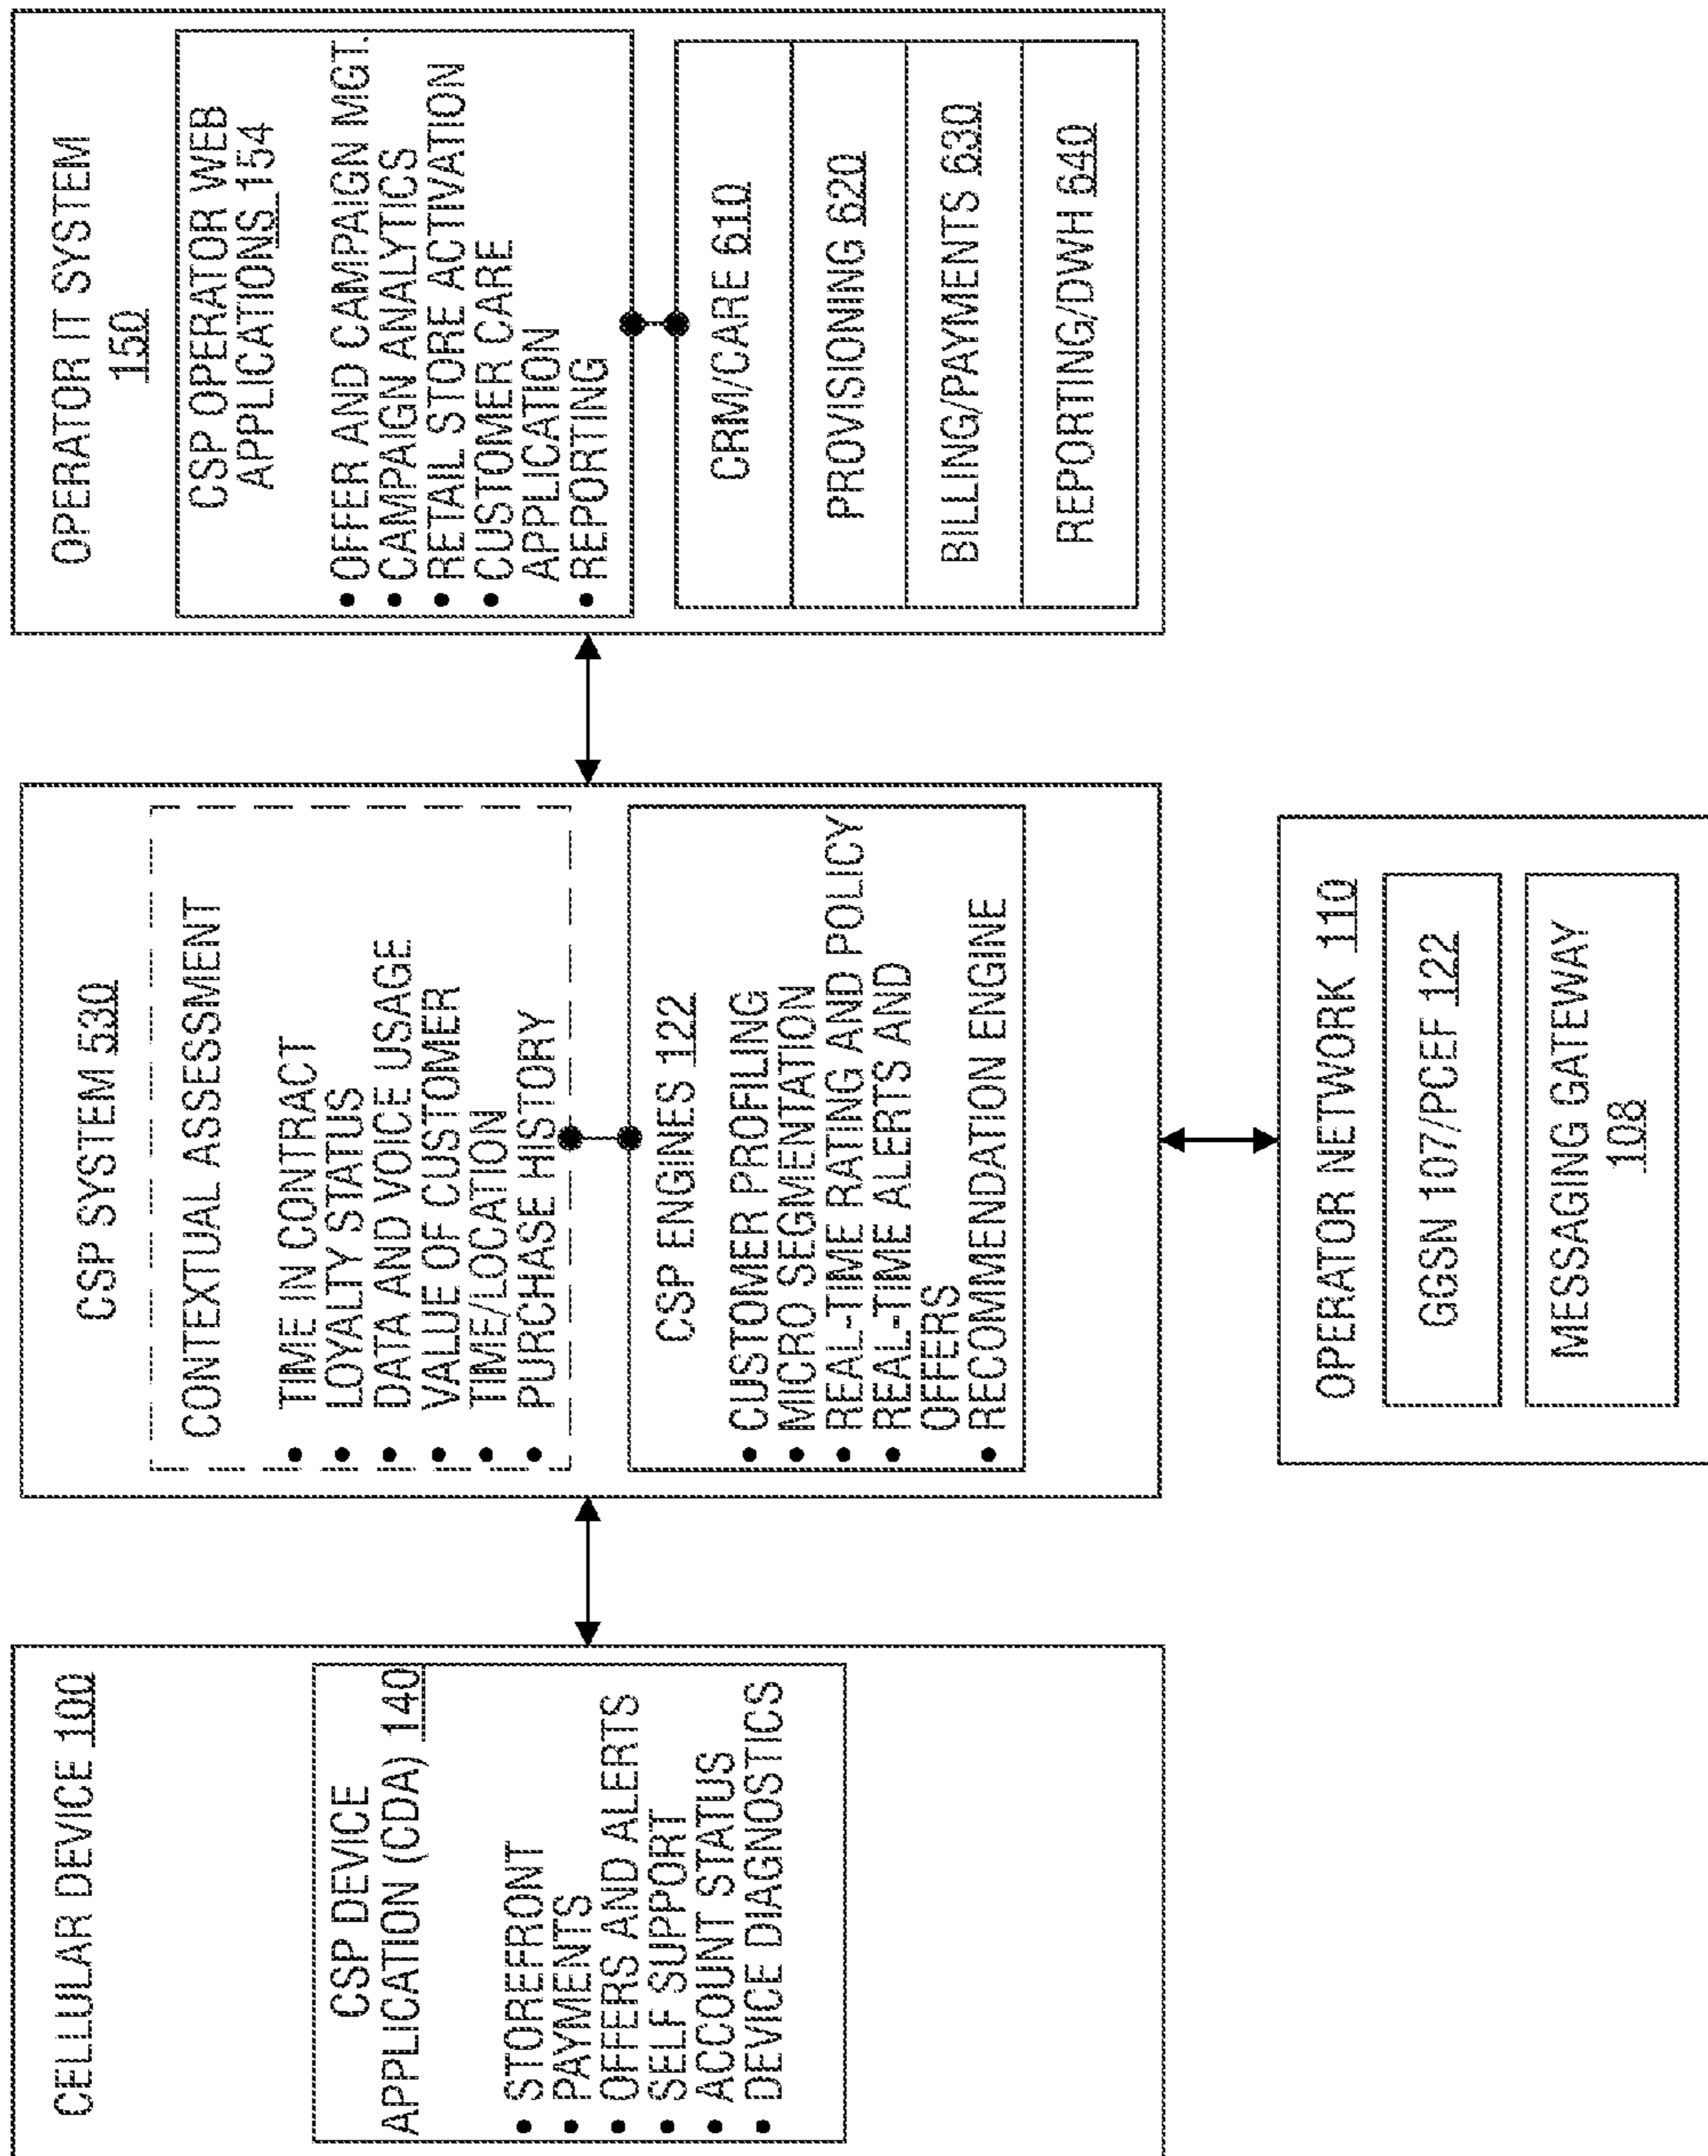 CELLULAR DEVICE 100
CSP DEVICE
APPLICATION (CDA) 140
• STOREFRONT
• PAYMENTS
• OFFERS AND ALERTS
• SELF SUPPORT
• ACCOUNT STATUS
• DEVICE DIAGNOSTICS
CSP SYSTEM 530
CONTEXTUAL ASSESSMENT
• TIME IN CONTRACT
• LOYALTY STATUS
• DATA AND VOICE USAGE
• VALUE OF CUSTOMER
• TIME/LOCATION
• PURCHASE HISTORY
CSP ENGINES 122
• CUSTOMER PROFILING
• MICRO SEGMENTATION
• REAL-TIME RATING AND POLICY
• REAL-TIME ALERTS AND
OFFERS
• RECOMMENDATION ENGINE
OPERATOR IT SYSTEM
150
CSP OPERATOR WEB
APPLICATIONS 154
• OFFER AND CAMPAIGN MGT.
• CAMPAIGN ANALYTICS
• RETAIL STORE ACTIVATION
• CUSTOMER CARE
APPLICATION
• REPORTING
CRM/CARE 610
PROVISIONING 620
BILLING/PAYMENTS 630
REPORTING/DWH 640
OPERATOR NETWORK 110
GGSN 107/PCEF 122
MESSAGING GATEWAY
108